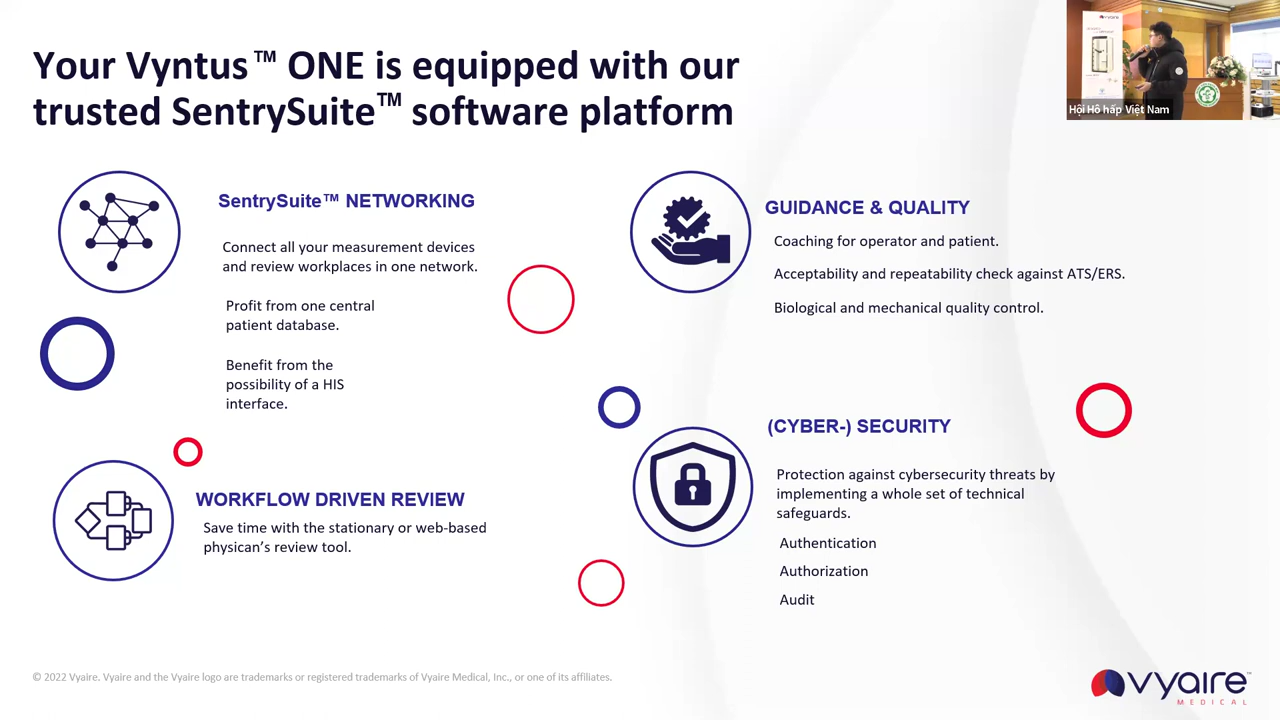 Your Vyntus™ ONE is equipped with our
trusted SentrySuite™ software platform
Hội Hô hấp Việt Nam
SentrySuite™ NETWORKING
Connect all your measurement devices
and review workplaces in one network.
Profit from one central
patient database.
Benefit from the
possibility of a HIS
interface.
WORKFLOW DRIVEN REVIEW
Save time with the stationary or web-based
physican's review tool.
GUIDANCE & QUALITY
Coaching for operator and patient.
Acceptability and repeatability check against ATS/ERS.
Biological and mechanical quality control.
(CYBER-) SECURITY
Protection against cybersecurity threats by
implementing a whole set of technical
safeguards.
Authentication
Authorization
Audit
© 2022 Vyaire. Vyaire and the Vyaire logo are trademarks or registered trademarks of Vyaire Medical, Inc., or one of its affiliates.
vyaire™
MEDICAL